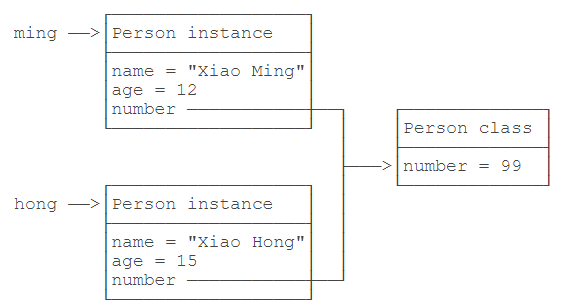 ming ──>
Person instance
name = "Xiao Ming"
age = 12
number
Person class
number = 99
hong ──>
Person instance
name = "Xiao Hong"
age = 15
number